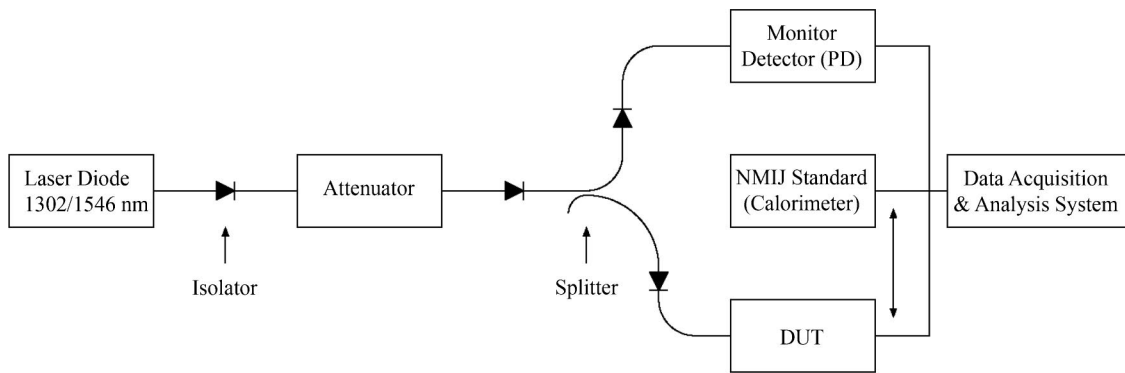 Monitor
Detector (PD)
Laser Diode
1302/1546 nm
Attenuator
NMIJ Standard
(Calorimeter)
Data Acquisition
& Analysis System
Isolator
Splitter
DUT